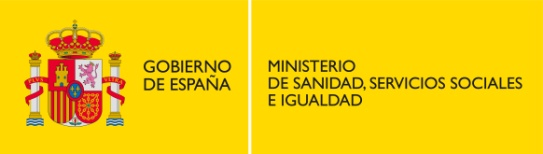 GOBIERNO
DE ESPAÑA
MINISTERIO
DE SANIDAD, SERVICIOS SOCIALES
E IGUALDAD